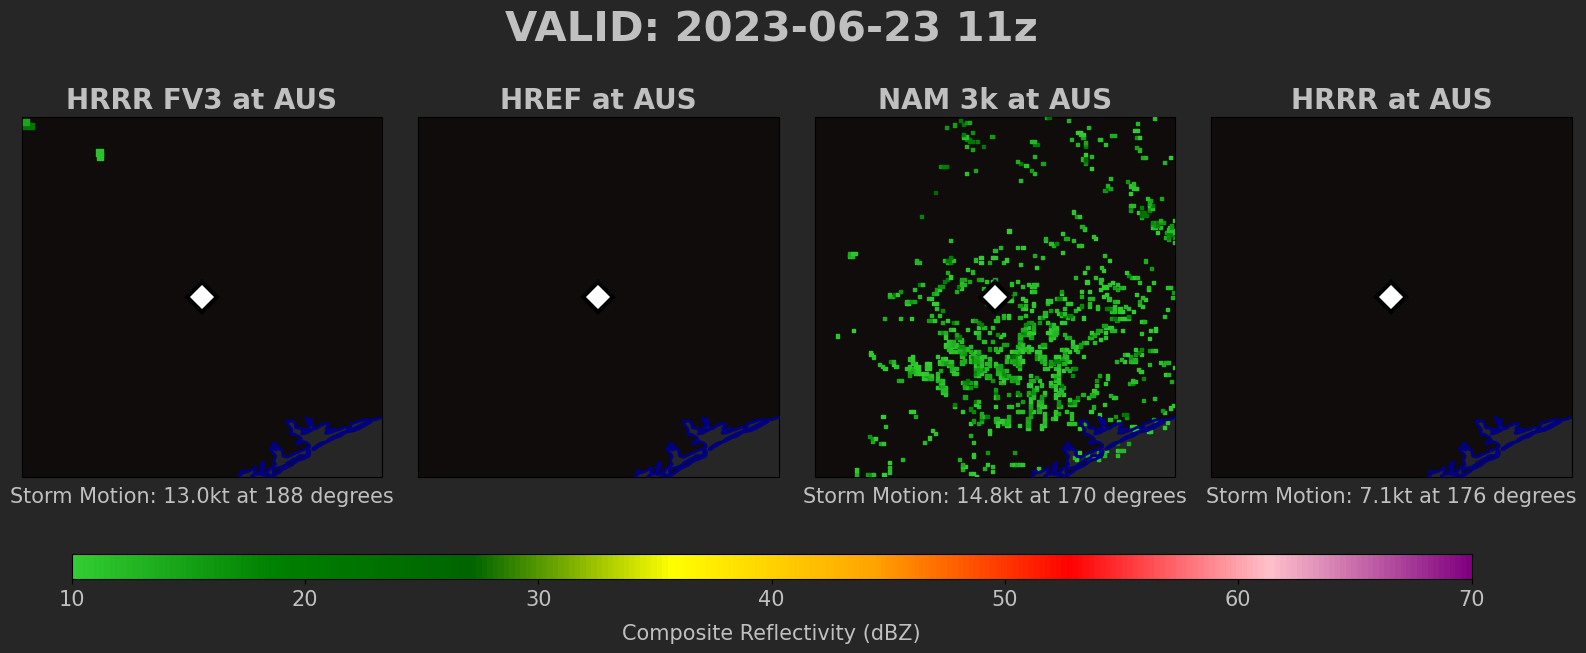 VALID: 2023-06-23 11z
HRRR FV3 at AUS
HREF at AUS
NAM 3k at AUS
HRRR at AUS
Storm Motion: 13.0kt at 188 degrees
Storm Motion: 14.8kt at 170 degrees
Storm Motion: 7.1kt at 176 degrees
10 20 30 40 50 60 70
Composite Reflectivity (dBZ)